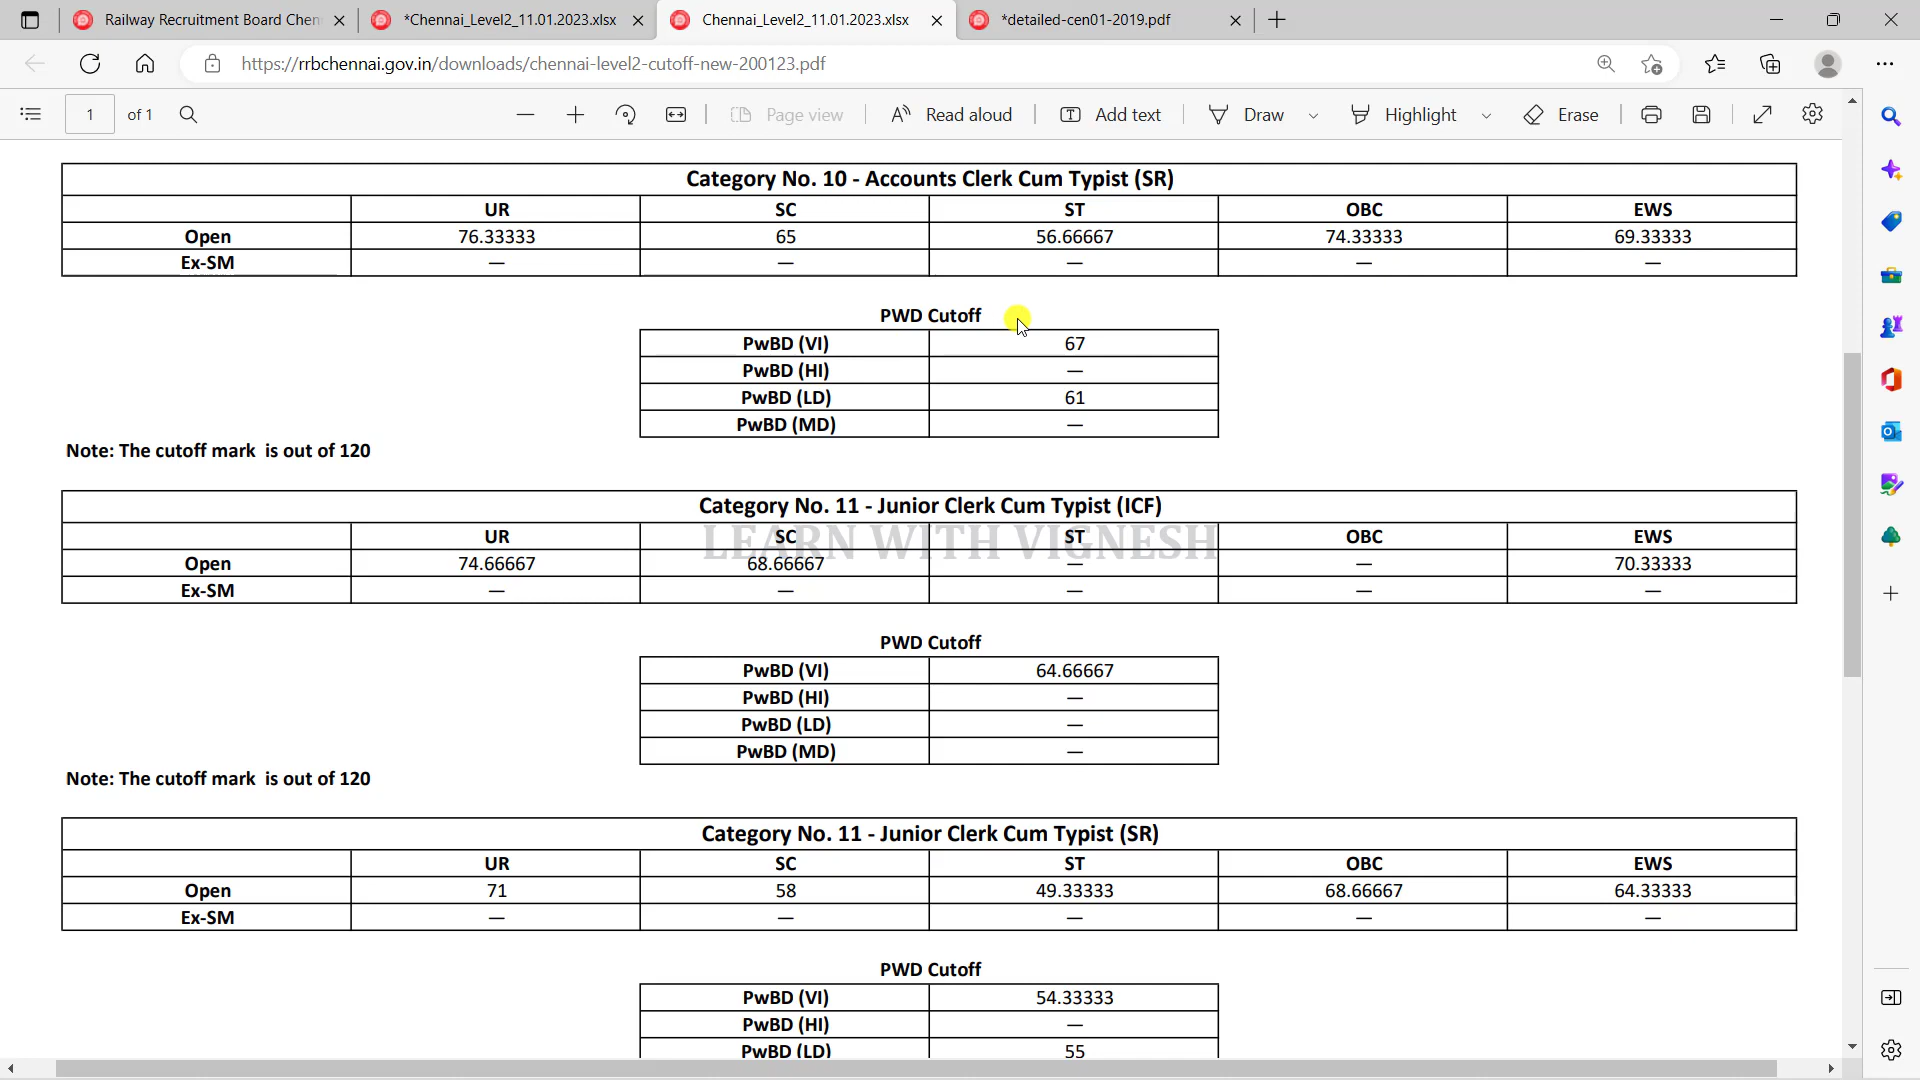 Railway Recruitment Board Chen
*Chennai_Level2_11.01.2023.xlsx
Chennai_Level2_11.01.2023.xlsx
*detailed-cen01-2019.pdf
https://rrbchennai.gov.in/downloads/chennai-level2-cutoff-new-200123.pdf
1 of 1 Page view Read aloud Add text Draw Highlight Erase
Category No. 10 - Accounts Clerk Cum Typist (SR)
UR SC ST OBC EWS
Open 76.33333 65 56.66667 74.33333 69.33333
Ex-SM — — — — —
PWD Cutoff
PwBD (VI) 67
PwBD (HI) —
PwBD (LD) 61
PwBD (MD) —
Note: The cutoff mark is out of 120
Category No. 11 - Junior Clerk Cum Typist (ICF)
UR SC ST OBC EWS
LEARN WITH VIGNESH
Open 74.66667 68.66667 — — 70.33333
Ex-SM — — — — —
PWD Cutoff
PwBD (VI) 64.66667
PwBD (HI) —
PwBD (LD) —
PwBD (MD) —
Note: The cutoff mark is out of 120
Category No. 11 - Junior Clerk Cum Typist (SR)
UR SC ST OBC EWS
Open 71 58 49.33333 68.66667 64.33333
Ex-SM — — — — —
PWD Cutoff
PwBD (VI) 54.33333
PwBD (HI) —
PwBD (LD) 55